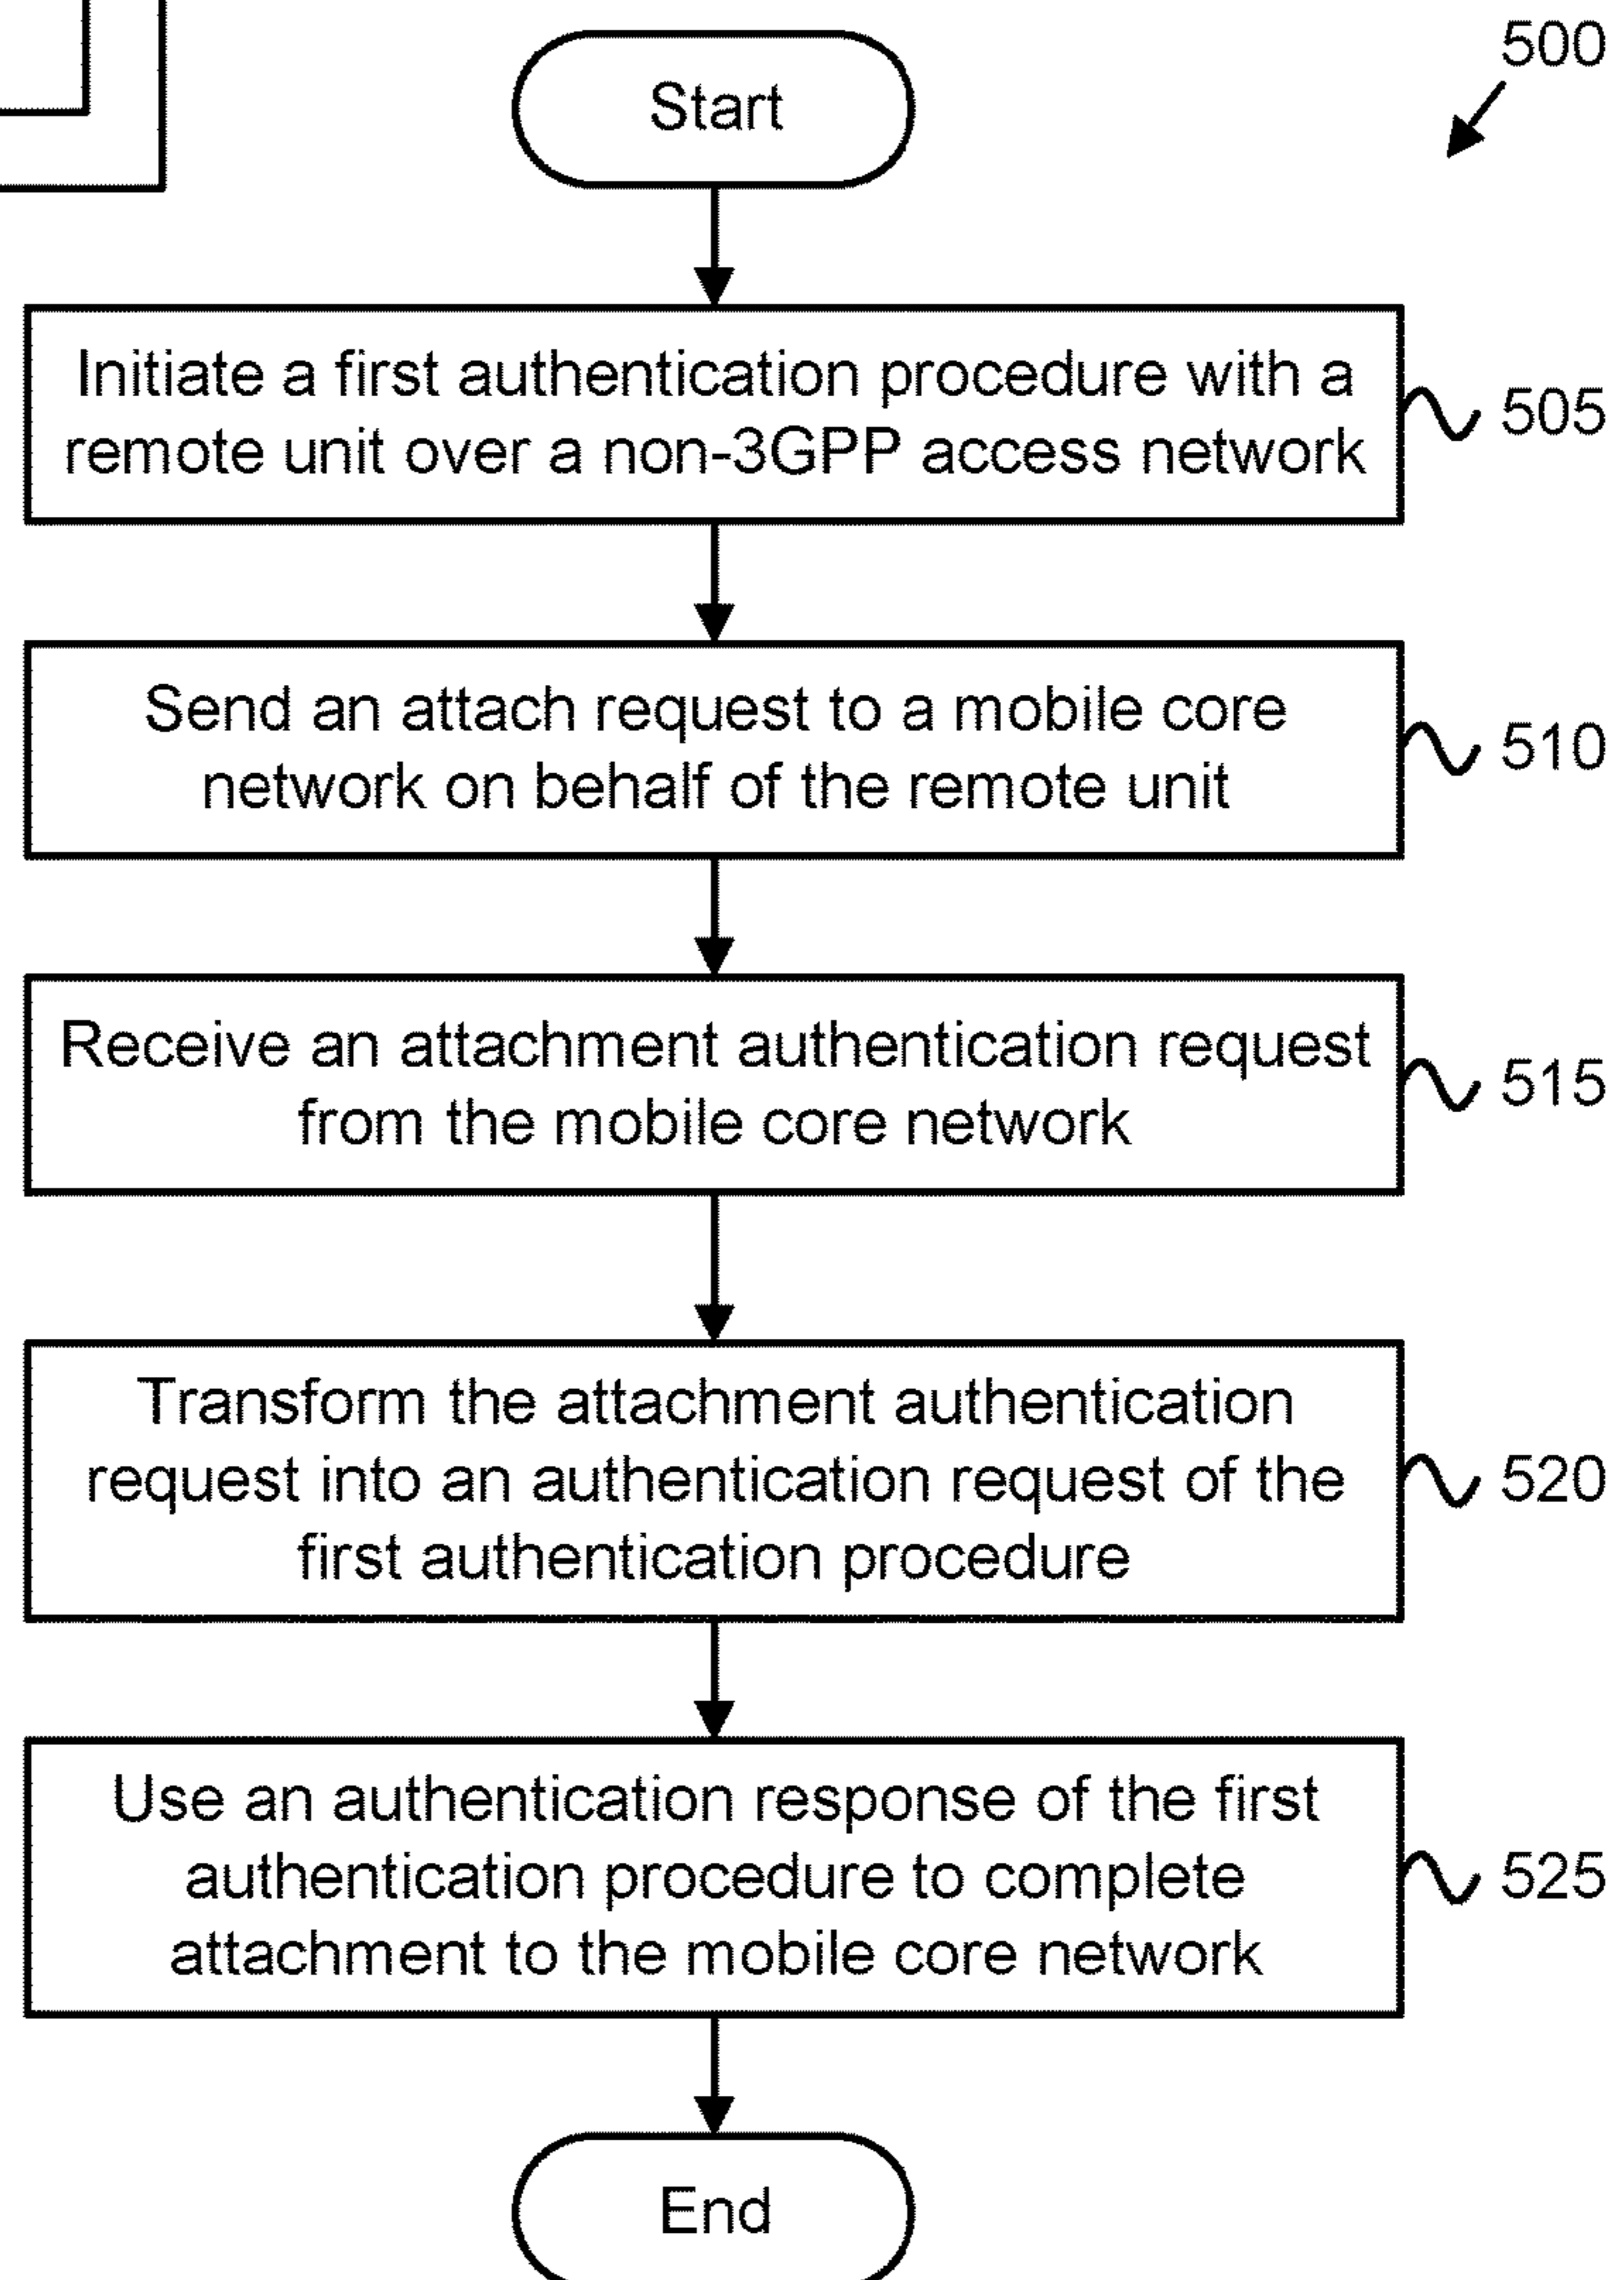 500
Start
Initiate a first authentication procedure with a
remote unit over a non-3GPP access network
505
Send an attach request to a mobile core
network on behalf of the remote unit
510
Receive an attachment authentication request
from the mobile core network
515
Transform the attachment authentication
request into an authentication request of the
first authentication procedure
520
Use an authentication response of the first
authentication procedure to complete
attachment to the mobile core network
525
End